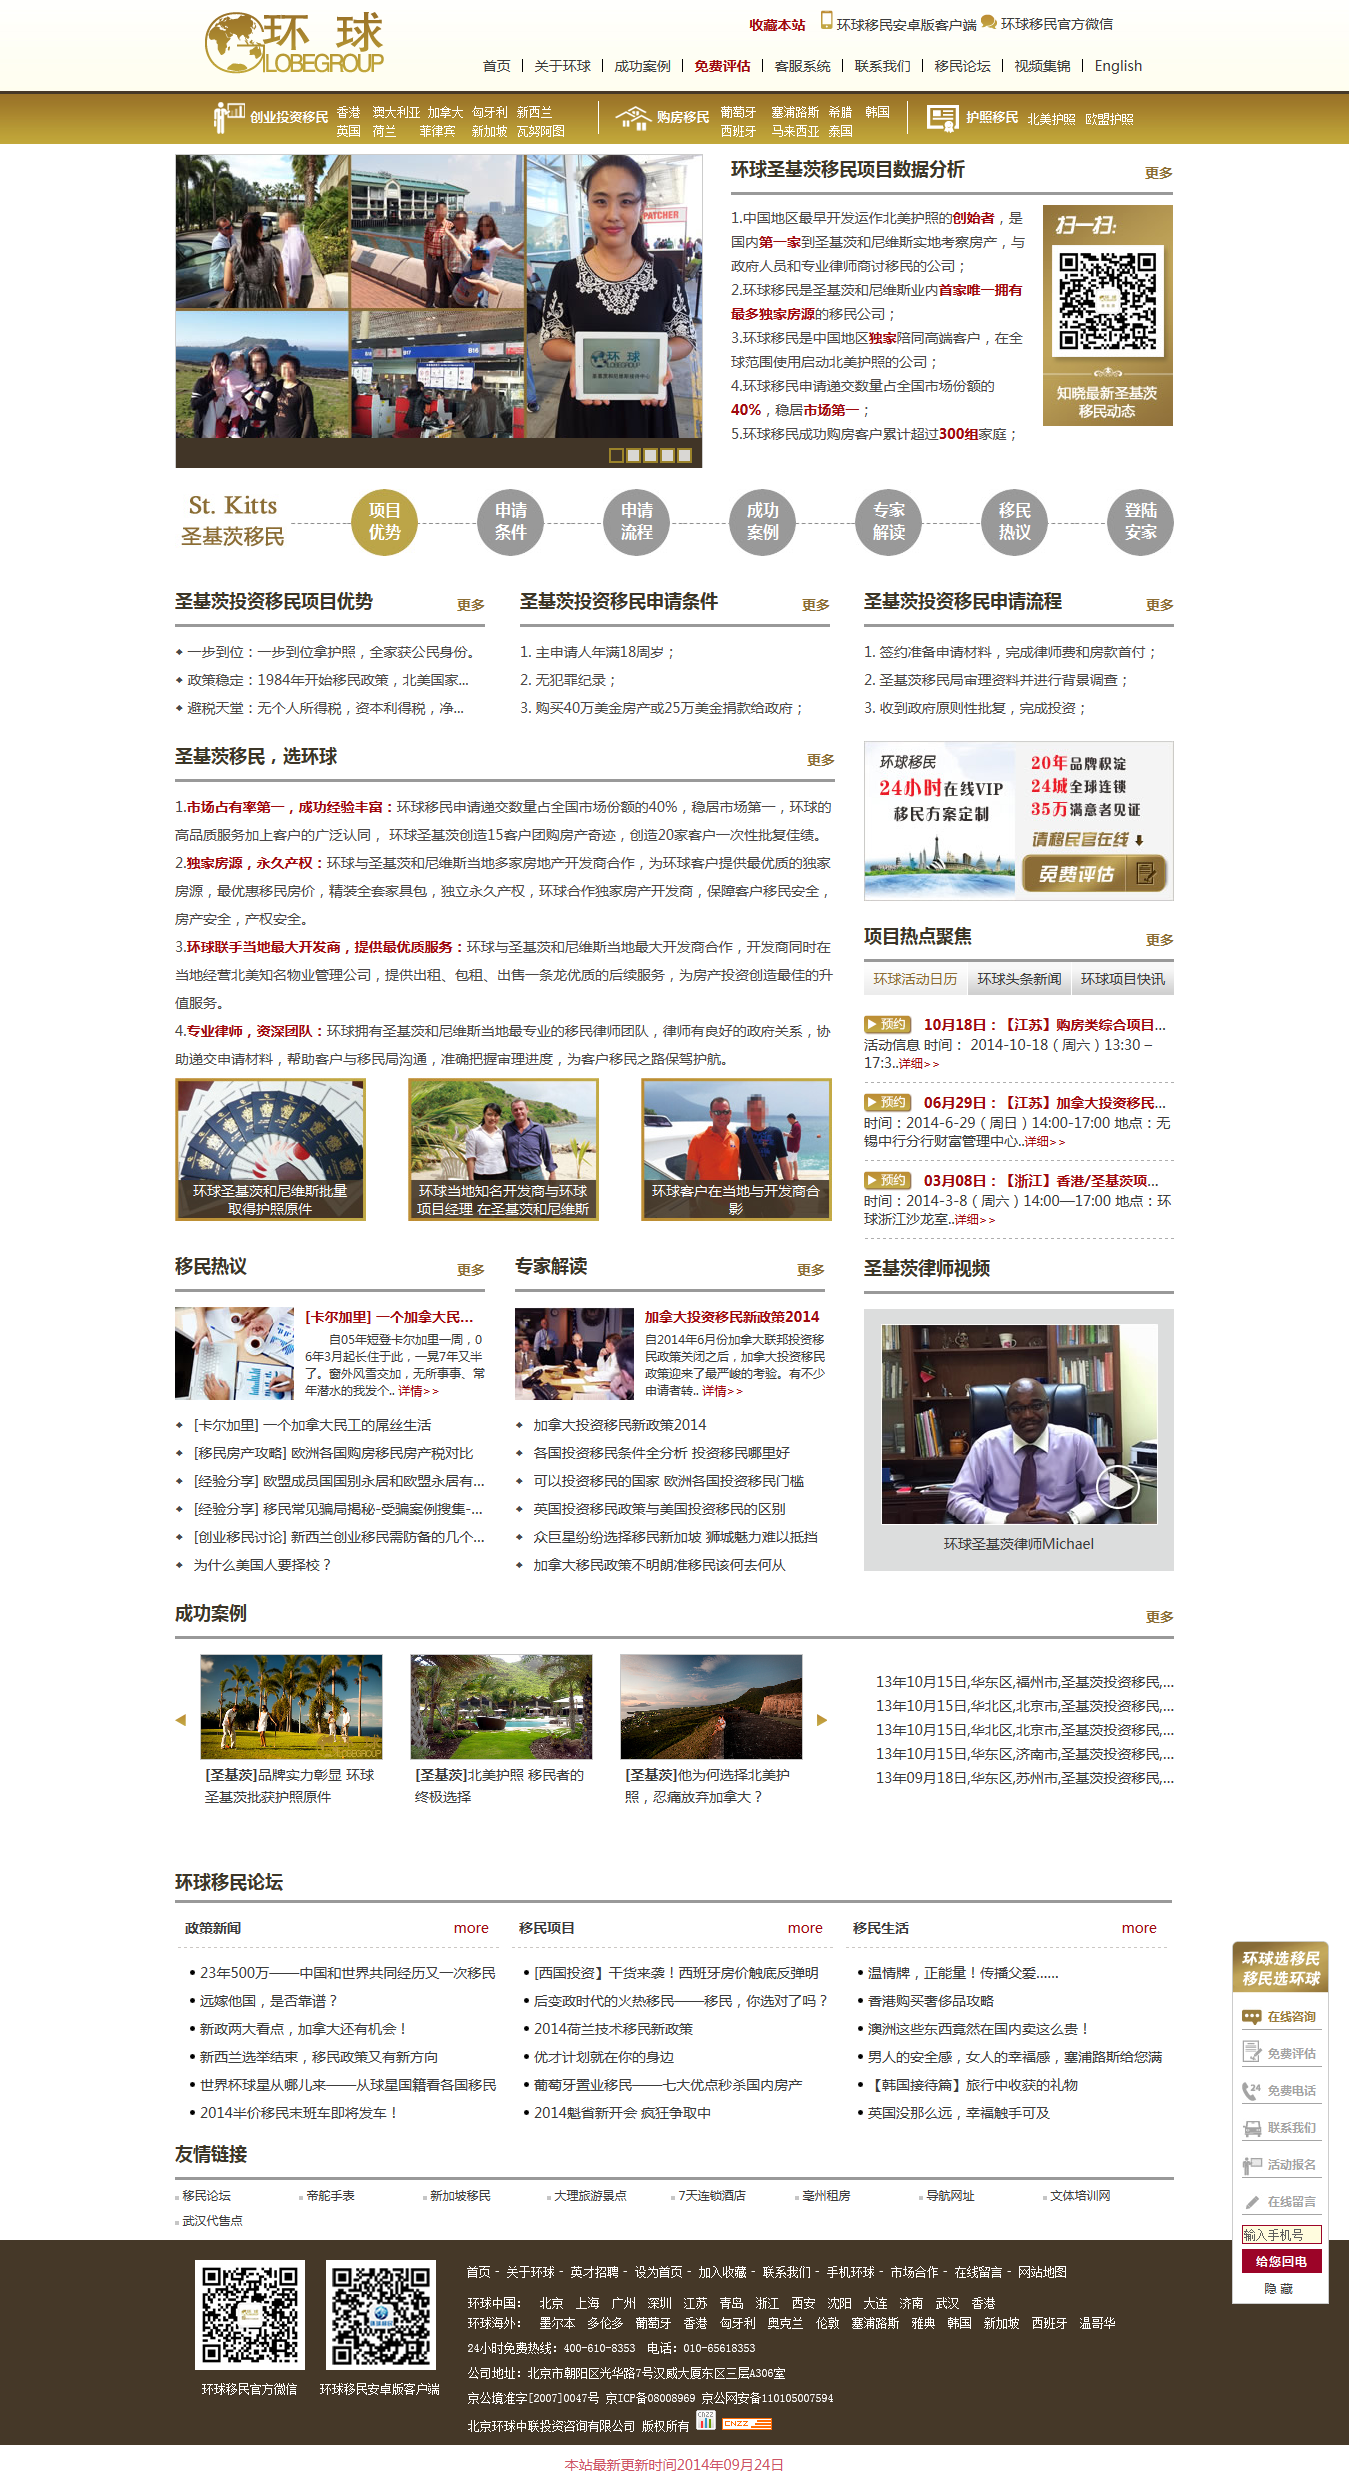 环 球
LOBEGROUP
收藏本站 环球移民安卓版客户端 环球移民官方微信
首页 关于环球 成功案例 免费评估 客服系统 联系我们 移民论坛 视频集锦 English
创业投资移民 香港 澳大利亚 加拿大 匈牙利 新西兰
英国 荷兰 菲律宾 新加坡 瓦努阿图
购房移民 葡萄牙 塞浦路斯 希腊 韩国
西班牙 马来西亚 泰国
护照移民 北美护照 欧盟护照
环球圣基茨移民项目数据分析 更多
1.中国地区最早开发运作北美护照的创始者，是
国内第一家到圣基茨和尼维斯实地考察房产，与
政府人员和专业律师商讨移民的公司；
2.环球移民是圣基茨和尼维斯业内首家唯一拥有
最多独家房源的移民公司；
3.环球移民是中国地区独家陪同高端客户，在全
球范围使用启动北美护照的公司；
4.环球移民申请递交数量占全国市场份额的
40%，稳居市场第一；
5.环球移民成功购房客户累计超过300组家庭；
扫一扫:
知晓最新圣基茨
移民动态
St. Kitts
圣基茨移民
项目
优势
申请
条件
申请
流程
成功
案例
专家
解读
移民
热议
登陆
安家
圣基茨投资移民项目优势 更多
一步到位：一步到位拿护照，全家获公民身份。
政策稳定：1984年开始移民政策，北美国家...
避税天堂：无个人所得税，资本利得税，净...
圣基茨投资移民申请条件 更多
1. 主申请人年满18周岁；
2. 无犯罪纪录；
3. 购买40万美金房产或25万美金捐款给政府；
圣基茨投资移民申请流程 更多
1. 签约准备申请材料，完成律师费和房款首付；
2. 圣基茨移民局审理资料并进行背景调查；
3. 收到政府原则性批复，完成投资；
圣基茨移民，选环球 更多
1.市场占有率第一，成功经验丰富：环球移民申请递交数量占全国市场份额的40%，稳居市场第一，环球的
高品质服务加上客户的广泛认同， 环球圣基茨创造15客户团购房产奇迹，创造20家客户一次性批复佳绩。
2.独家房源，永久产权：环球与圣基茨和尼维斯当地多家房地产开发商合作，为环球客户提供最优质的独家
房源，最优惠移民房价，精装全套家具包，独立永久产权，环球合作独家房产开发商，保障客户移民安全，
房产安全，产权安全。
3.环球联手当地最大开发商，提供最优质服务：环球与圣基茨和尼维斯当地最大开发商合作，开发商同时在
当地经营北美知名物业管理公司，提供出租、包租、出售一条龙优质的后续服务，为房产投资创造最佳的升
值服务。
4.专业律师，资深团队：环球拥有圣基茨和尼维斯当地最专业的移民律师团队，律师有良好的政府关系，协
助递交申请材料，帮助客户与移民局沟通，准确把握审理进度，为客户移民之路保驾护航。
环球圣基茨和尼维斯批量
取得护照原件
环球当地知名开发商与环球
项目经理 在圣基茨和尼维斯
环球客户在当地与开发商合
影
环球移民
24小时在线VIP
移民方案定制
20年品牌积淀
24城全球连锁
35万满意者见证
请移民官在线
免费评估
项目热点聚焦 更多
环球活动日历 环球头条新闻 环球项目快讯
预约 10月18日：【江苏】购房类综合项目...
活动信息 时间： 2014-10-18（周六）13:30 –
17:3..详细>>
预约 06月29日：【江苏】加拿大投资移民...
时间：2014-6-29（周日）14:00-17:00 地点：无
锡中行分行财富管理中心..详细>>
预约 03月08日：【浙江】香港/圣基茨项...
时间：2014-3-8（周六）14:00—17:00 地点：环
球浙江沙龙室..详细>>
移民热议 更多
[卡尔加里] 一个加拿大民...
自05年短登卡尔加里一周，0
6年3月起长住于此，一晃7年又半
了。窗外风雪交加，无所事事、常
年潜水的我发个.. 详情>>
[卡尔加里] 一个加拿大民工的屌丝生活
[移民房产攻略] 欧洲各国购房移民房产税对比
[经验分享] 欧盟成员国国别永居和欧盟永居有...
[经验分享] 移民常见骗局揭秘-受骗案例搜集-...
[创业移民讨论] 新西兰创业移民需防备的几个...
为什么美国人要择校？
专家解读 更多
加拿大投资移民新政策2014
自2014年6月份加拿大联邦投资移
民政策关闭之后，加拿大投资移民
政策迎来了最严峻的考验。有不少
申请者转.. 详情>>
加拿大投资移民新政策2014
各国投资移民条件全分析 投资移民哪里好
可以投资移民的国家 欧洲各国投资移民门槛
英国投资移民政策与美国投资移民的区别
众巨星纷纷选择移民新加坡 狮城魅力难以抵挡
加拿大移民政策不明朗准移民该何去何从
圣基茨律师视频
环球圣基茨律师Michael
成功案例 更多
[圣基茨]品牌实力彰显 环球
圣基茨批获护照原件
[圣基茨]北美护照 移民者的
终极选择
[圣基茨]他为何选择北美护
照，忍痛放弃加拿大？
13年10月15日,华东区,福州市,圣基茨投资移民,...
13年10月15日,华北区,北京市,圣基茨投资移民,...
13年10月15日,华北区,北京市,圣基茨投资移民,...
13年10月15日,华东区,济南市,圣基茨投资移民,...
13年09月18日,华东区,苏州市,圣基茨投资移民,...
环球移民论坛
政策新闻 more
23年500万——中国和世界共同经历又一次移民
远嫁他国，是否靠谱？
新政两大看点，加拿大还有机会！
新西兰选举结束，移民政策又有新方向
世界杯球星从哪儿来——从球星国籍看各国移民
2014半价移民末班车即将发车！
移民项目 more
[西国投资】干货来袭！西班牙房价触底反弹明
后变政时代的火热移民——移民，你选对了吗？
2014荷兰技术移民新政策
优才计划就在你的身边
葡萄牙置业移民——七大优点秒杀国内房产
2014魁省新开会 疯狂争取中
移民生活 more
温情牌，正能量！传播父爱......
香港购买奢侈品攻略
澳洲这些东西竟然在国内卖这么贵！
男人的安全感，女人的幸福感，塞浦路斯给您满
【韩国接待篇】旅行中收获的礼物
英国没那么远，幸福触手可及
环球选移民
移民选环球
在线咨询
免费评估
免费电话
联系我们
活动报名
在线留言
输入手机号
给您回电
隐 藏
友情链接
移民论坛 帝舵手表 新加坡移民 大理旅游景点 7天连锁酒店 亳州租房 导航网址 文体培训网
武汉代售点
环球移民官方微信 环球移民安卓版客户端
首页 - 关于环球 - 英才招聘 - 设为首页 - 加入收藏 - 联系我们 - 手机环球 - 市场合作 - 在线留言 - 网站地图
环球中国： 北京 上海 广州 深圳 江苏 青岛 浙江 西安 沈阳 大连 济南 武汉 香港
环球海外： 墨尔本 多伦多 葡萄牙 香港 匈牙利 奥克兰 伦敦 塞浦路斯 雅典 韩国 新加坡 西班牙 温哥华
24小时免费热线：400-610-8353 电话：010-65618353
公司地址：北京市朝阳区光华路7号汉威大厦东区三层A306室
京公境准字[2007]0047号 京ICP备08008969 京公网安备110105007594
北京环球中联投资咨询有限公司 版权所有 CNZZ
本站最新更新时间2014年09月24日